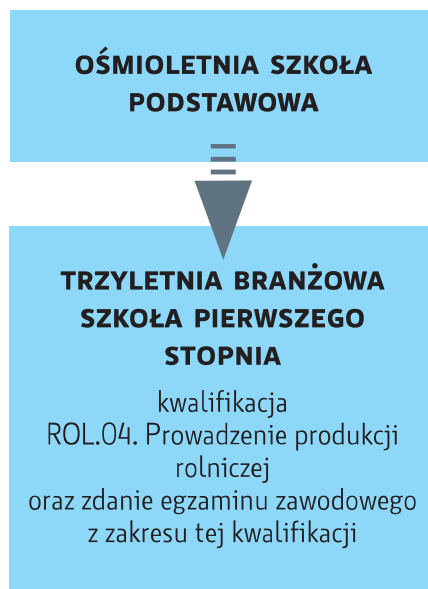 OŚMIOLETNIA SZKOŁA
PODSTAWOWA
TRZYLETNIA BRANŻOWA
SZKOŁA PIERWSZEGO
STOPNIA
kwalifikacja
ROL.04. Prowadzenie produkcji
rolniczej
oraz zdanie egzaminu zawodowego
z zakresu tej kwalifikacji